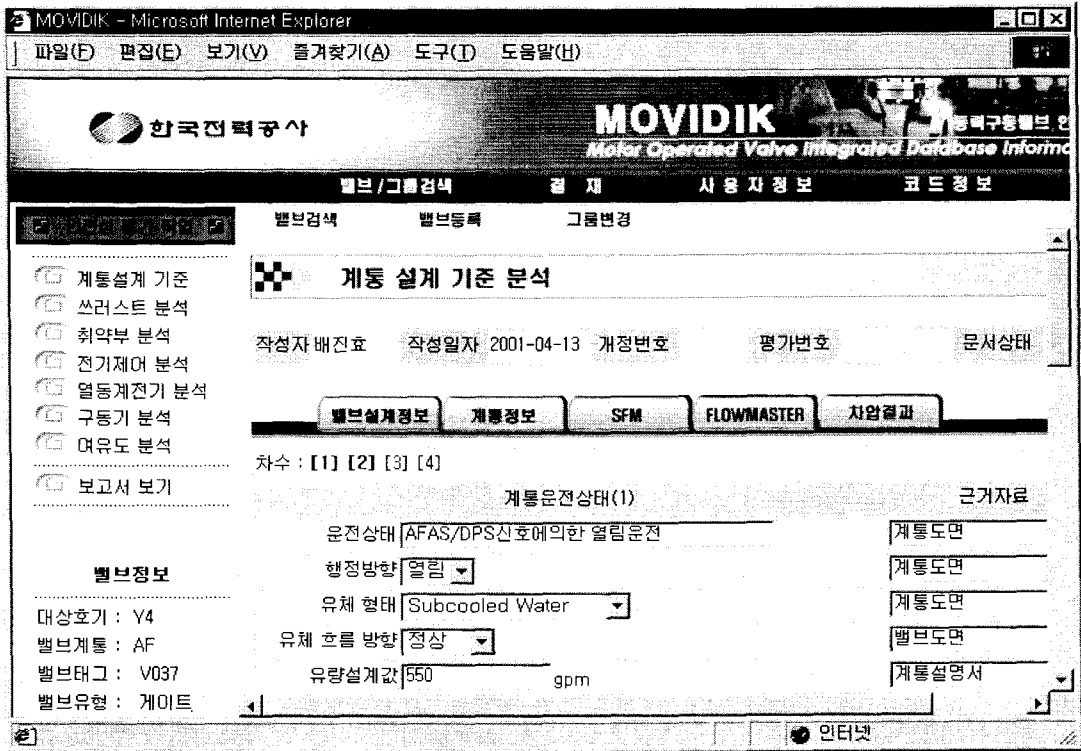 MOVIDIK - Microsoft Internet Explorer
파일(F) 편집(E) 보기(V) 즐겨찾기(A) 도구(T) 도움말(H)
한국전력공사
MOVIDIK
동력구동밸브
Motor Operated Valve Integrated Database Informa
밸브/그룹검색 결 재 사 용 자 정 보 코 드 정 보
밸브검색 밸브등록 그룹변경
계통설계 기준
쓰러스트 분석
취약부 분석
전기제어 분석
열동계전기 분석
구동기 분석
여유도 분석
보고서 보기
밸브정보
대상호기 : Y4
밸브계통 : AF
밸브태그 : V037
밸브유형 : 게이트
계통 설계 기준 분석
작성자 배진효 작성일자 2001-04-13 개정번호 평가번호 문서상태
밸브설계정보 계통정보 SFM FLOWMASTER 차압결과
차수 : [1] [2] [3] [4]
계통운전상태(1) 근거자료
운전상태 AFAS/DPS신호에의한 열림운전 계통도면
행정방향 열림 계통도면
유체 형태 Subcooled Water 계통도면
유체 흐름 방향 정상 밸브도면
유량설계값 550 gpm 계통설명서
인터넷